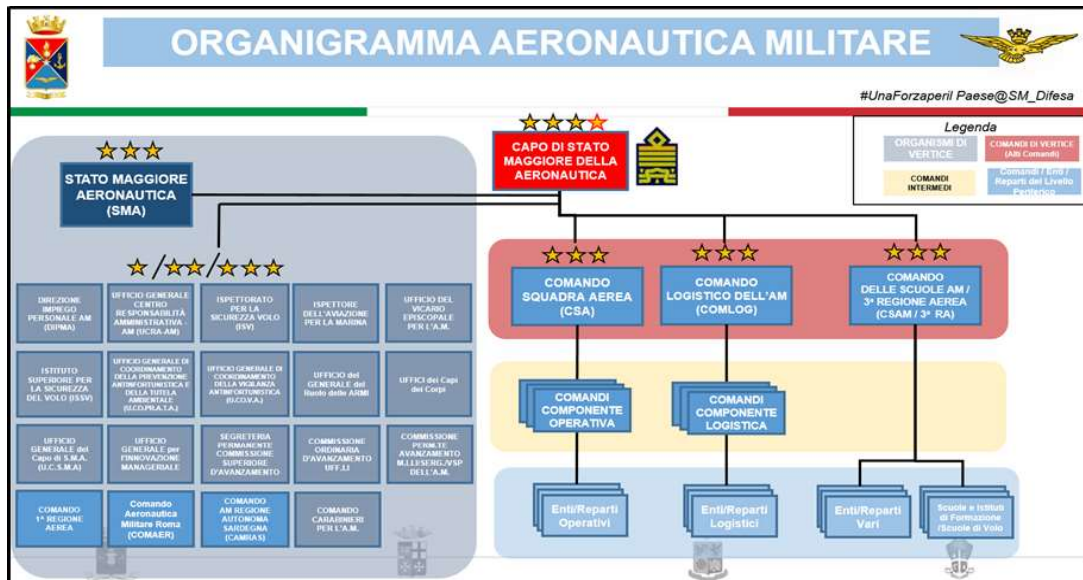 ORGANIGRAMMA AERONAUTICA MILITARE
#UnaForzaperil Paese@SM_Difesa
Legenda
ORGANISMI DI
VERTICE
COMANDI DI VERTICE
(Alti Comandi)
COMANDI
INTERMEDI
Comandi / Enti /
Reparti del Livello
Periferico
CAPO DI STATO
MAGGIORE DELLA
AERONAUTICA
STATO MAGGIORE
AERONAUTICA
(SMA)
DIREZIONE
IMPIEGO
PERSONALE AM
(DIPMA)
UFFICIO GENERALE
CENTRO
RESPONSABILITÀ
AMMINISTRATIVA -
AM (UCRA-AM)
ISPETTORATO
PER LA
SICUREZZA VOLO
(ISV)
ISPETTORE
DELL'AVIAZIONE
PER LA MARINA
UFFICIO DEL
VICARIO
EPISCOPALE
PER L'A.M.
ISTITUTO
SUPERIORE PER
LA SICUREZZA
DEL VOLO (ISSV)
UFFICIO GENERALE DI
COORDINAMENTO
DELLA PREVENZIONE
ANTINFORTUNISTICA E
DELLA TUTELA
AMBIENTALE
(U.CO.PR.A.T.A.)
UFFICIO GENERALE DI
COORDINAMENTO
DELLA VIGILANZA
ANTINFORTUNISTICA
(U.CO.V.A.)
UFFICIO del
GENERALE del
Ruolo delle ARMI
UFFICI dei Capi
dei Corpi
UFFICIO
GENERALE del
Capo di S.M.A.
(U.C.S.M.A)
UFFICIO
GENERALE per
l'INNOVAZIONE
MANAGERIALE
SEGRETERIA
PERMANENTE
COMMISSIONE
SUPERIORE
D'AVANZAMENTO
COMMISSIONE
ORDINARIA
D'AVANZAMENTO
UFF.LI
COMMISSIONE
PERM.TE
AVANZAMENTO
M.LLI/SERG./VSP
DELL'A.M.
COMANDO
1ª REGIONE
AEREA
Comando
Aeronautica
Militare Roma
(COMAER)
COMANDO
AM REGIONE
AUTONOMA
SARDEGNA
(CAMRAS)
COMANDO
CARABINIERI
PER L'A.M.
COMANDO
SQUADRA AEREA
(CSA)
COMANDO
LOGISTICO DELL'AM
(COMLOG)
COMANDO
DELLE SCUOLE AM /
3ª REGIONE AEREA
(CSAM / 3ª RA)
COMANDI
COMPONENTE
OPERATIVA
COMANDI
COMPONENTE
LOGISTICA
Enti/Reparti
Operativi
Enti/Reparti
Logistici
Enti/Reparti
Vari
Scuole e Istituti
di Formazione
/Scuole di Volo